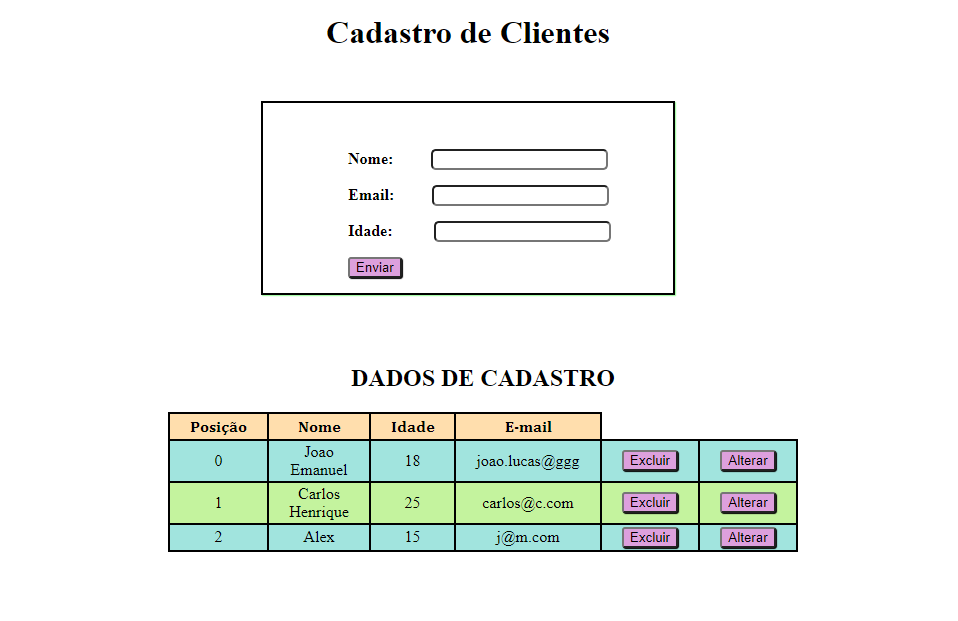 Cadastro de Clientes
Nome:
Email:
Idade:
Enviar
DADOS DE CADASTRO
Posição Nome Idade E-mail
0 Joao Emanuel 18 joao.lucas@ggg Excluir Alterar
1 Carlos Henrique 25 carlos@c.com Excluir Alterar
2 Alex 15 j@m.com Excluir Alterar